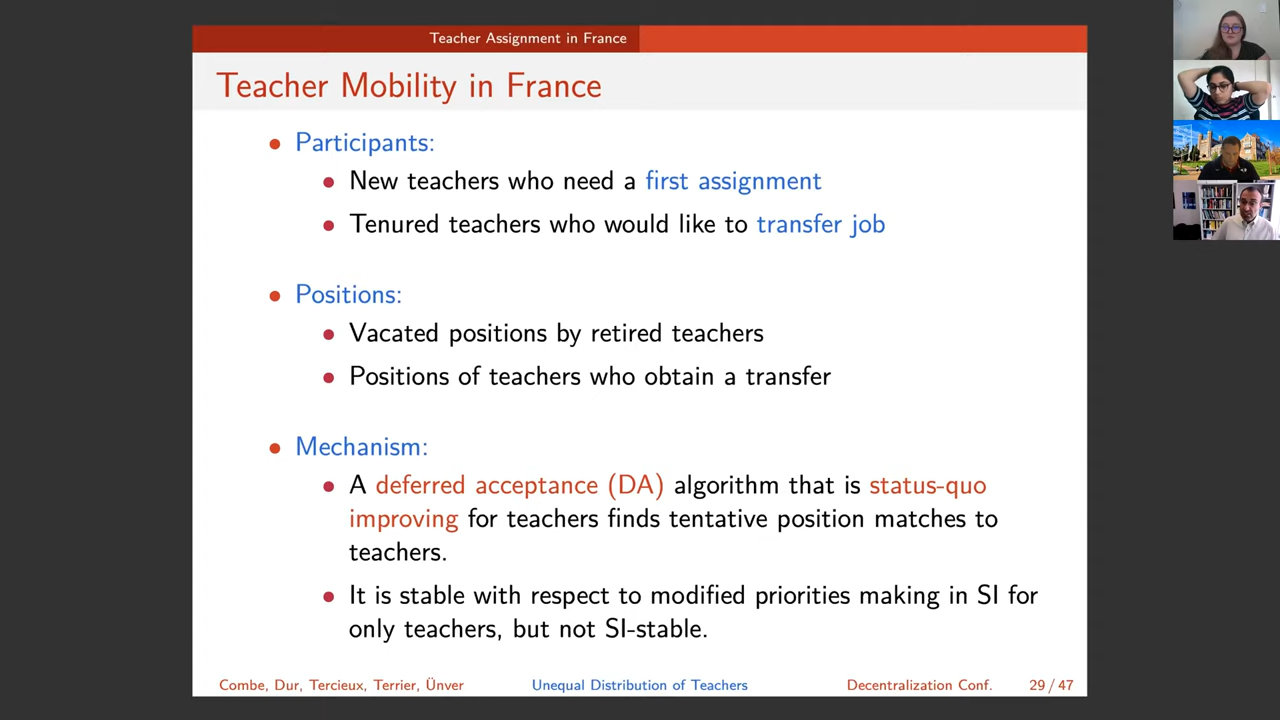 Teacher Assignment in France
Teacher Mobility in France
Participants:
New teachers who need a first assignment
Tenured teachers who would like to transfer job
Positions:
Vacated positions by retired teachers
Positions of teachers who obtain a transfer
Mechanism:
A deferred acceptance (DA) algorithm that is status-quo
improving for teachers finds tentative position matches to
teachers.
It is stable with respect to modified priorities making in SI for
only teachers, but not SI-stable.
Combe, Dur, Tercieux, Terrier, Ünver
Unequal Distribution of Teachers
Decentralization Conf.
29 / 47